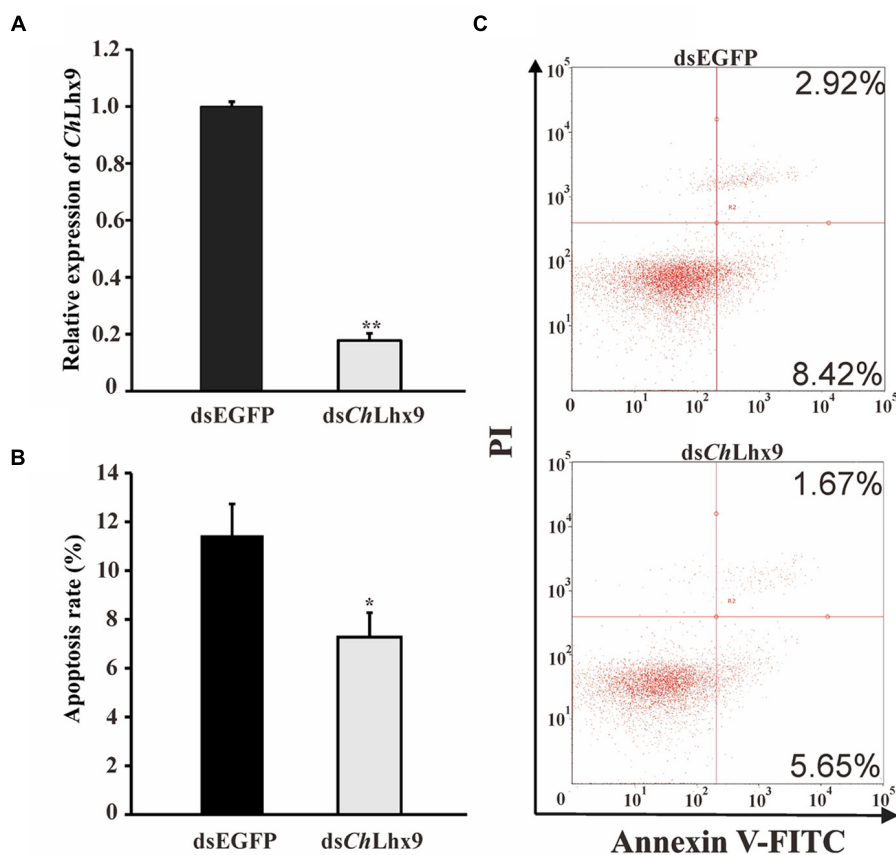 A
Relative expression of ChLhx9
1.2
1.0
0.8
0.6
0.4
0.2
0
**
dsEGFP dsChLhx9
B
Apoptosis rate (%)
14
12
10
8
6
4
2
0
*
dsEGFP dsChLhx9
C
PI
dsEGFP
2.92%
8.42%
R2
10⁵
10⁴
10³
10²
10¹
0 10¹ 10² 10³ 10⁴ 10⁵
dsChLhx9
1.67%
5.65%
R2
10⁵
10⁴
10³
10²
10¹
0 10¹ 10² 10³ 10⁴ 10⁵
Annexin V-FITC